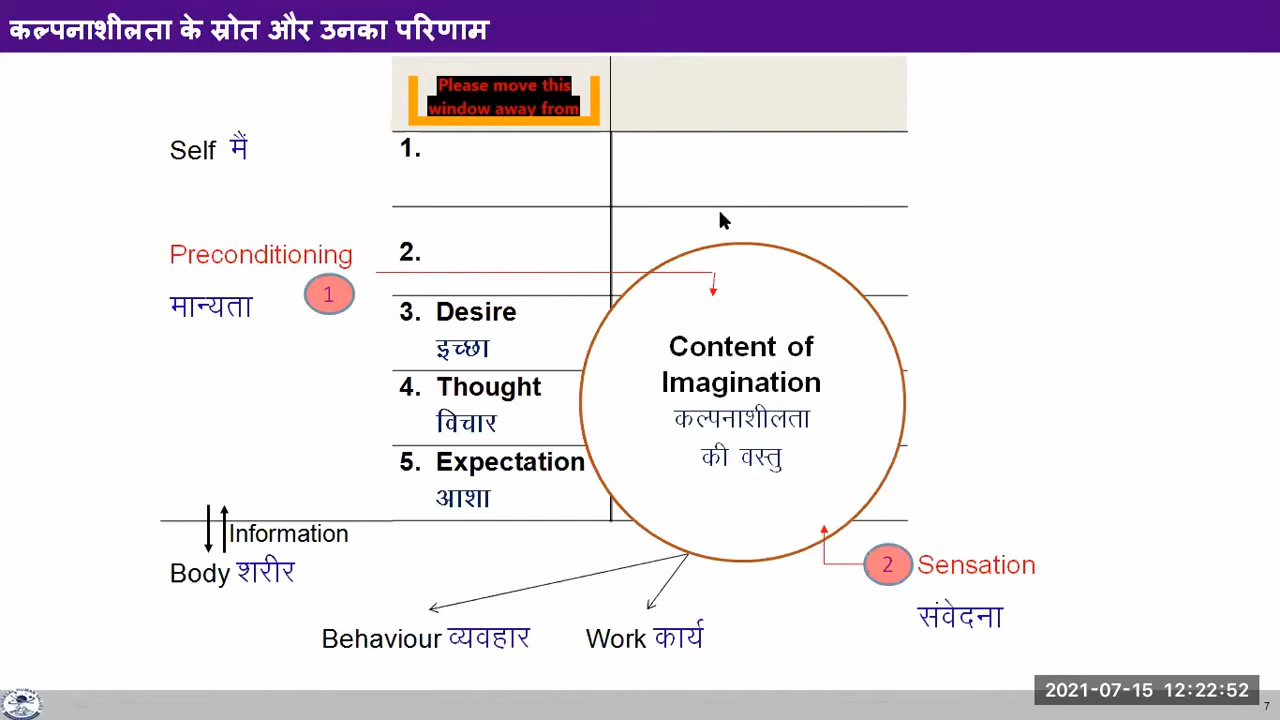 कल्पनाशीलता के स्रोत और उनका परिणाम
Please move this
window away from
Self मैं
1.
Preconditioning
मान्यता
1
2.
3. Desire
इच्छा
4. Thought
विचार
5. Expectation
आशा
Content of
Imagination
कल्पनाशीलता
की वस्तु
Information
Body शरीर
2 Sensation
संवेदना
Behaviour व्यवहार
Work कार्य
2021-07-15 12:22:52
7